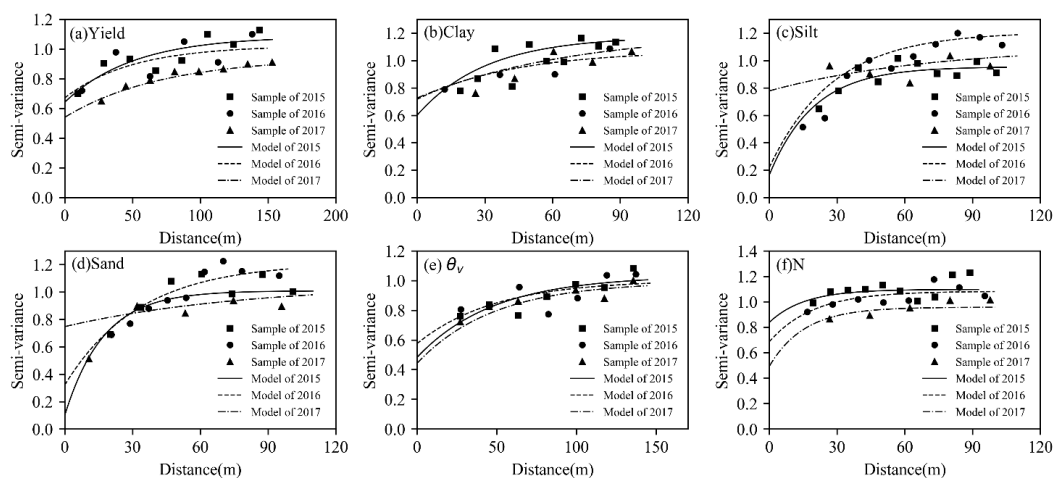 (a)Yield
Semi-variance
1.2
1.0
0.8
0.6
0.4
0.2
0.0
Sample of 2015
Sample of 2016
Sample of 2017
Model of 2015
Model of 2016
Model of 2017
0 50 100 150 200
Distance(m)
(b)Clay
Semi-variance
1.2
1.0
0.8
0.6
0.4
0.2
0.0
Sample of 2015
Sample of 2016
Sample of 2017
Model of 2015
Model of 2016
Model of 2017
0 30 60 90 120
Distance(m)
(c)Silt
Semi-variance
1.2
1.0
0.8
0.6
0.4
0.2
0.0
Sample of 2015
Sample of 2016
Sample of 2017
Model of 2015
Model of 2016
Model of 2017
0 30 60 90 120
Distance(m)
(d)Sand
Semi-variance
1.2
1.0
0.8
0.6
0.4
0.2
0.0
Sample of 2015
Sample of 2016
Sample of 2017
Model of 2015
Model of 2016
Model of 2017
0 30 60 90 120
Distance(m)
(e) θv
Semi-variance
1.2
1.0
0.8
0.6
0.4
0.2
0.0
Sample of 2015
Sample of 2016
Sample of 2017
Model of 2015
Model of 2016
Model of 2017
0 50 100 150
Distance(m)
(f)N
Semi-variance
1.4
1.2
1.0
0.8
0.6
0.4
0.2
0.0
Sample of 2015
Sample of 2016
Sample of 2017
Model of 2015
Model of 2016
Model of 2017
0 30 60 90 120
Distance(m)